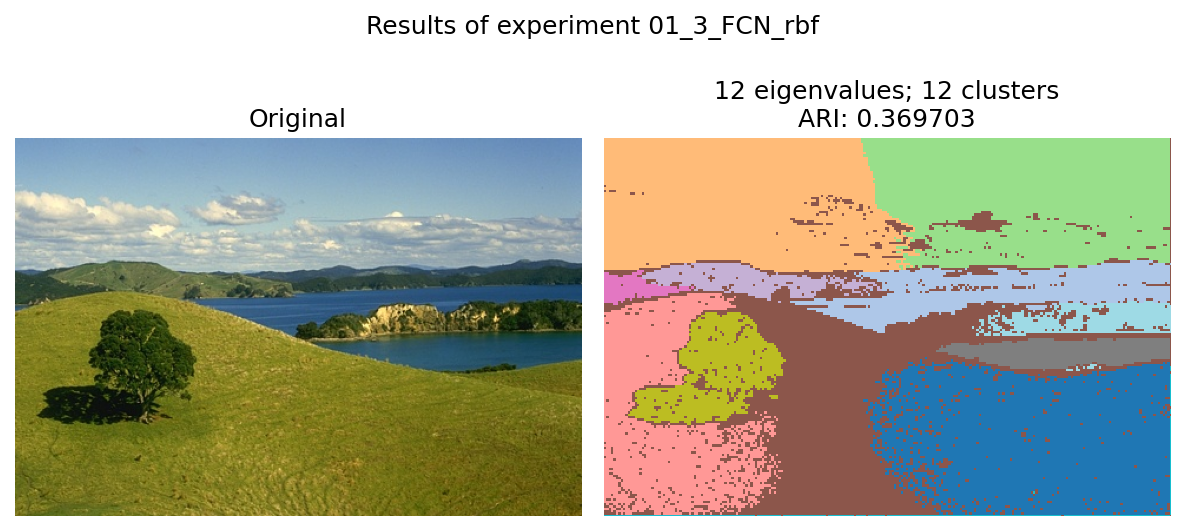 Results of experiment 01_3_FCN_rbf
Original
12 eigenvalues; 12 clusters
ARI: 0.369703